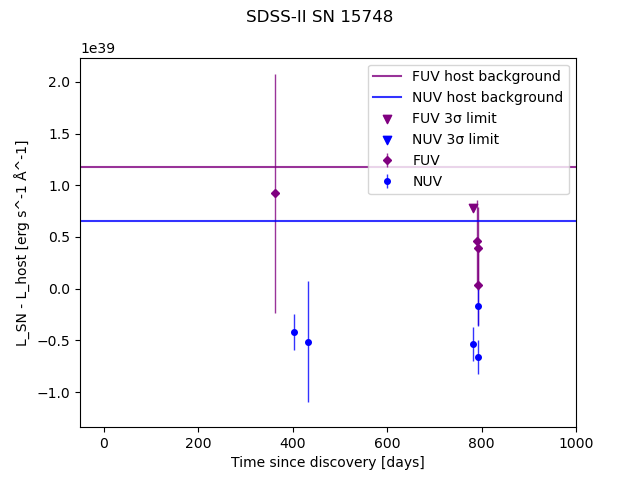 SDSS-II SN 15748
1e39
FUV host background
NUV host background
FUV 3σ limit
NUV 3σ limit
FUV
NUV
L_SN - L_host [erg s^-1 Å^-1]
2.0
1.5
1.0
0.5
0.0
−0.5
−1.0
0 200 400 600 800 1000
Time since discovery [days]